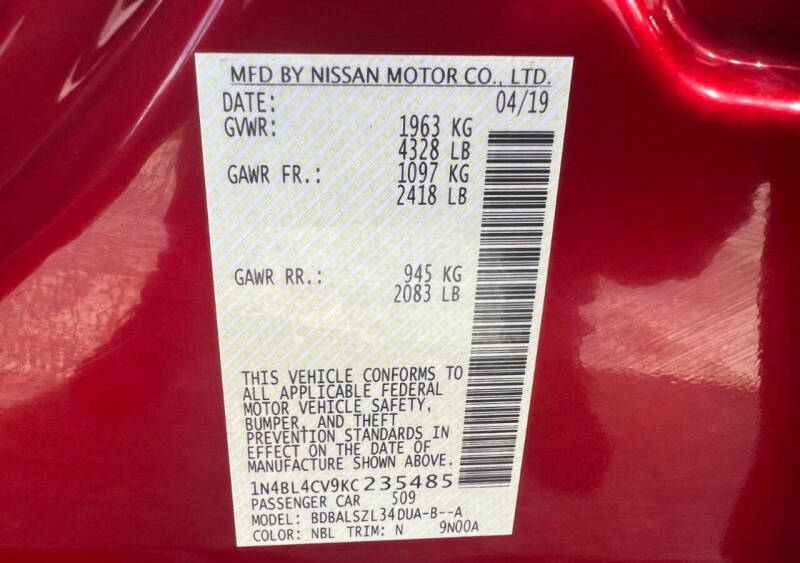 MFD BY NISSAN MOTOR CO., LTD.
DATE: 04/19
GVWR: 1963 KG
4328 LB
GAWR FR.: 1097 KG
2418 LB
GAWR RR.: 945 KG
2083 LB
THIS VEHICLE CONFORMS TO
ALL APPLICABLE FEDERAL
MOTOR VEHICLE SAFETY,
BUMPER, AND THEFT
PREVENTION STANDARDS IN
EFFECT ON THE DATE OF
MANUFACTURE SHOWN ABOVE.
1N4BL4CV9KC235485
PASSENGER CAR 509
MODEL: BDBALSZL34DUA-B--A
COLOR: NBL TRIM: N 9N00A